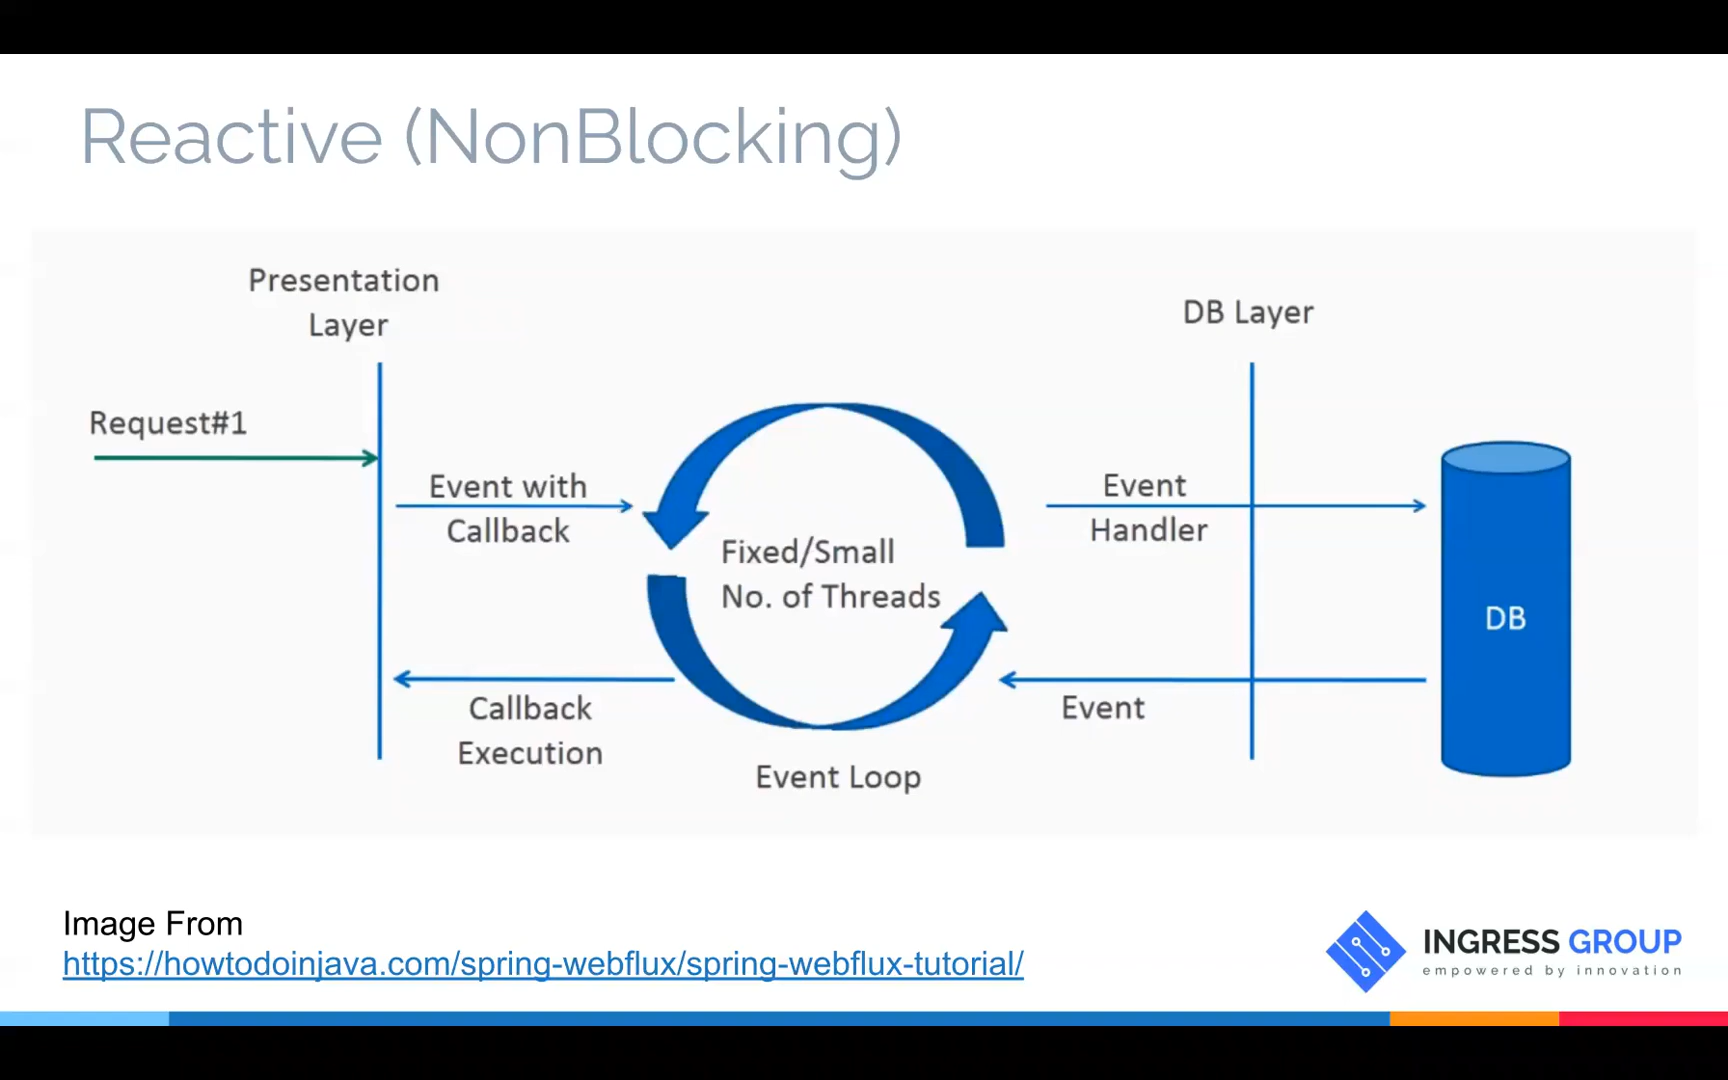 Reactive (NonBlocking)
Presentation
Layer
DB Layer
Request#1
Event with
Callback
Event
Handler
Fixed/Small
No. of Threads
DB
Callback
Execution
Event
Event Loop
Image From
https://howtodoinjava.com/spring-webflux/spring-webflux-tutorial/
INGRESS GROUP
empowered by innovation